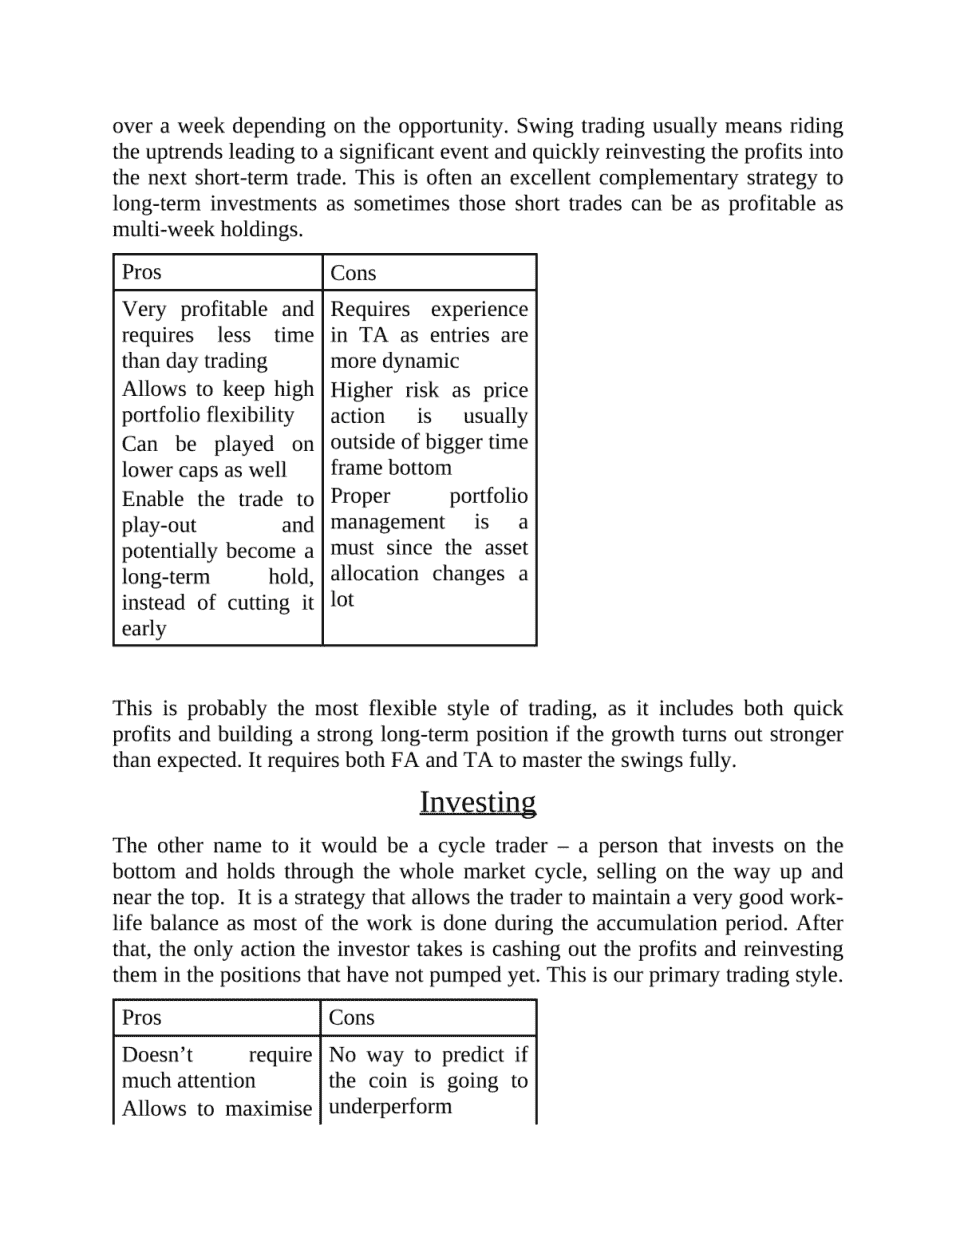 over a week depending on the opportunity. Swing trading usually means riding
the uptrends leading to a significant event and quickly reinvesting the profits into
the next short-term trade. This is often an excellent complementary strategy to
long-term investments as sometimes those short trades can be as profitable as
multi-week holdings.
Pros
Cons
Very profitable and
requires less time
than day trading
Allows to keep high
portfolio flexibility
Can be played on
lower caps as well
Enable the trade to
play-out and
potentially become a
long-term hold,
instead of cutting it
early
Requires experience
in TA as entries are
more dynamic
Higher risk as price
action is usually
outside of bigger time
frame bottom
Proper portfolio
management is a
must since the asset
allocation changes a
lot
This is probably the most flexible style of trading, as it includes both quick
profits and building a strong long-term position if the growth turns out stronger
than expected. It requires both FA and TA to master the swings fully.
Investing
The other name to it would be a cycle trader – a person that invests on the
bottom and holds through the whole market cycle, selling on the way up and
near the top.  It is a strategy that allows the trader to maintain a very good work-
life balance as most of the work is done during the accumulation period. After
that, the only action the investor takes is cashing out the profits and reinvesting
them in the positions that have not pumped yet. This is our primary trading style.
Pros
Cons
Doesn’t require
much attention
Allows to maximise
No way to predict if
the coin is going to
underperform